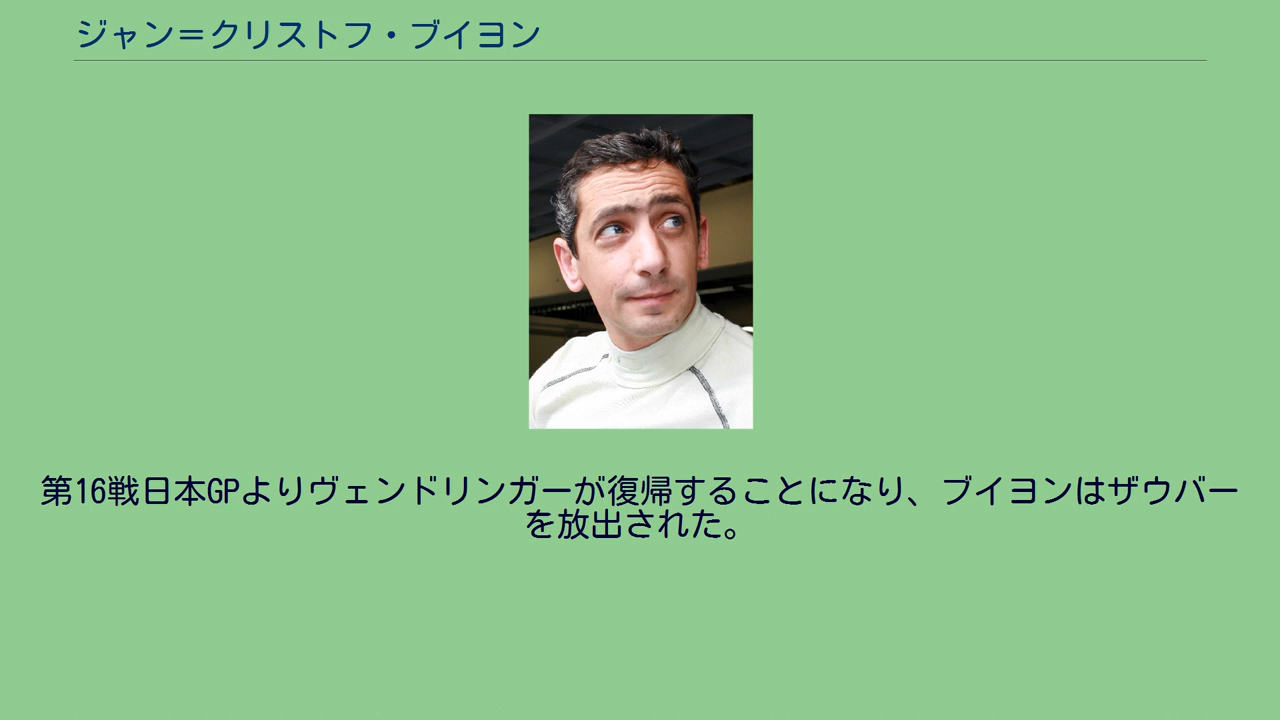 ジャン＝クリストフ・ブイヨン
第16戦日本GPよりヴェンドリンガーが復帰することになり、ブイヨンはザウバー
を放出された。